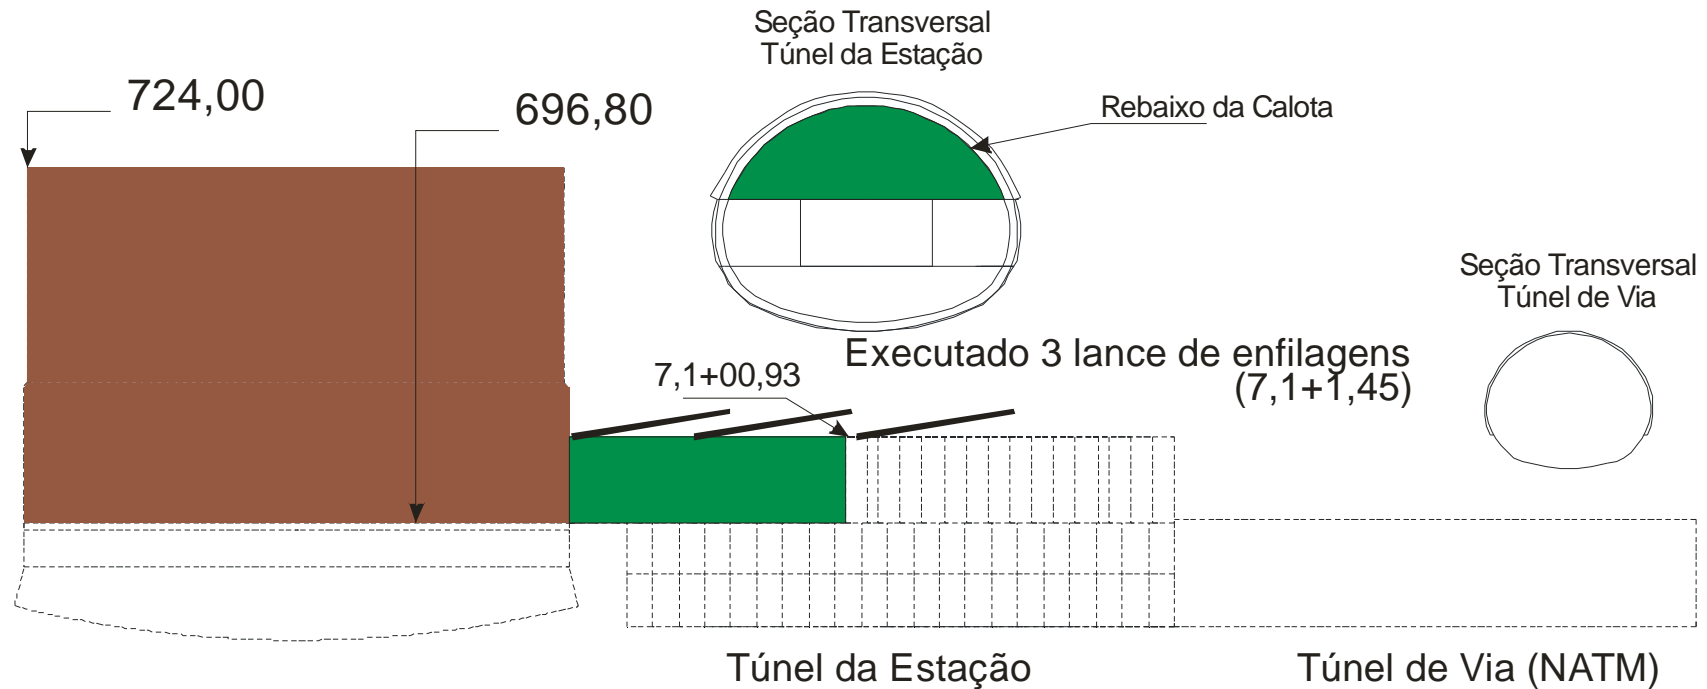 Seção Transversal
Túnel da Estação
724,00
696,80
Rebaixo da Calota
Seção Transversal
Túnel de Via
Executado 3 lance de enfilagens
(7,1+1,45)
7,1+00,93
Túnel da Estação
Túnel de Via (NATM)